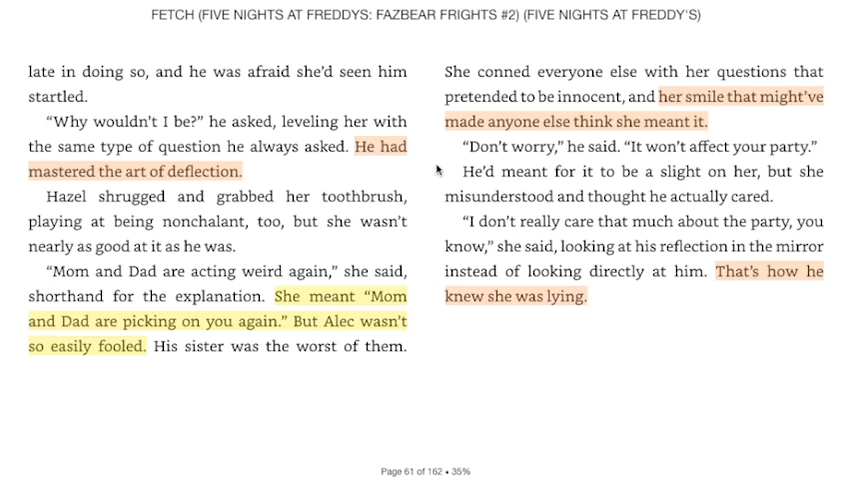 FETCH (FIVE NIGHTS AT FREDDYS: FAZBEAR FRIGHTS #2) (FIVE NIGHTS AT FREDDY'S)
late in doing so, and he was afraid she’d seen him
startled.
“Why wouldn’t I be?” he asked, leveling her with
the same type of question he always asked. He had
mastered the art of deflection.
Hazel shrugged and grabbed her toothbrush,
playing at being nonchalant, too, but she wasn’t
nearly as good at it as he was.
“Mom and Dad are acting weird again,” she said,
shorthand for the explanation. She meant “Mom
and Dad are picking on you again.” But Alec wasn’t
so easily fooled. His sister was the worst of them.
She conned everyone else with her questions that
pretended to be innocent, and her smile that might’ve
made anyone else think she meant it.
“Don’t worry,” he said. “It won’t affect your party.”
He’d meant for it to be a slight on her, but she
misunderstood and thought he actually cared.
“I don’t really care that much about the party, you
know,” she said, looking at his reflection in the mirror
instead of looking directly at him. That’s how he
knew she was lying.
Page 61 of 162 • 35%